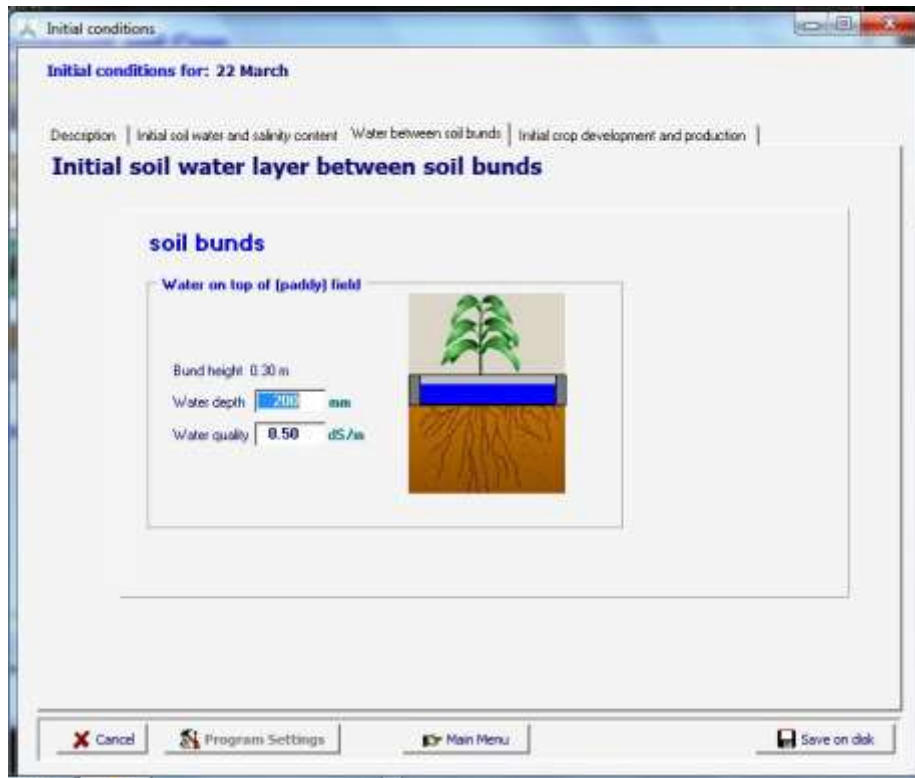 Initial conditions
Initial conditions for: 22 March
Description | Initial soil water and salinity content | Water between soil bunds | Initial crop development and production
Initial soil water layer between soil bunds
soil bunds
Water on top of (paddy) field
Bund height 0.30 m
Water depth 200 mm
Water quality 0.50 dS/m
Cancel Program Settings Main Menu Save on disk